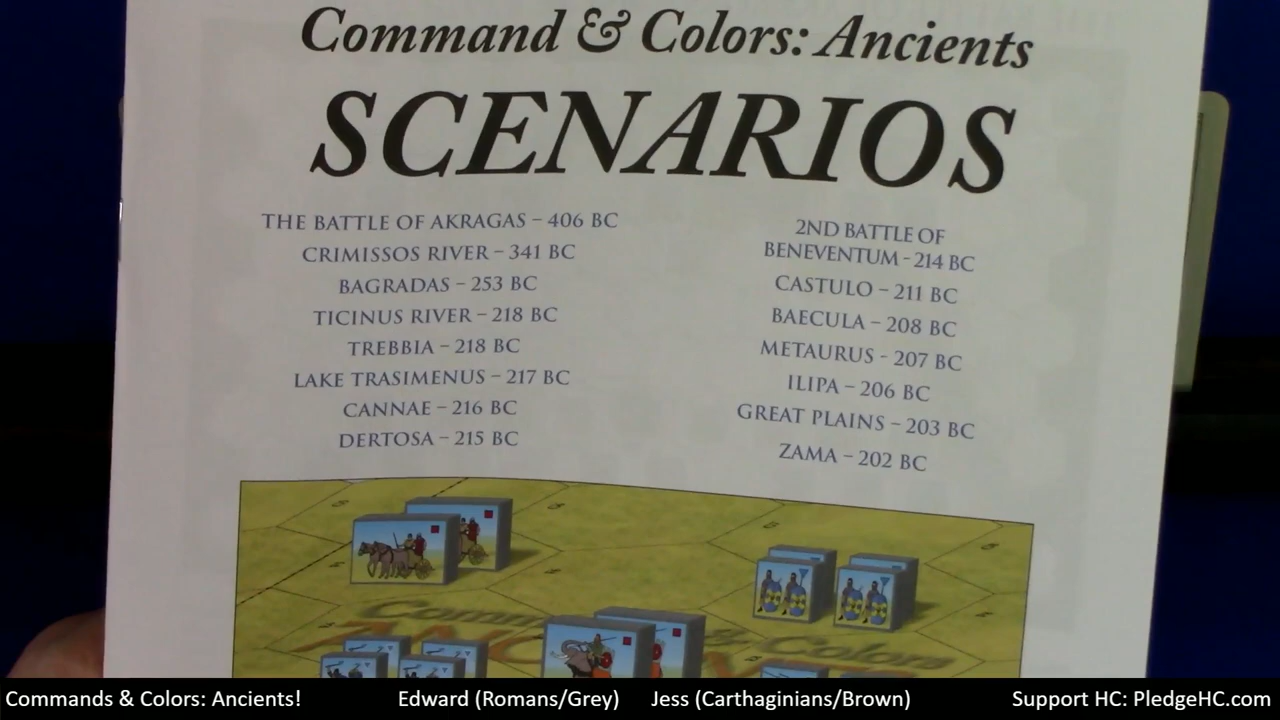 Command & Colors: Ancients
SCENARIOS
THE BATTLE OF AKRAGAS – 406 BC
CRIMISSOS RIVER – 341 BC
BAGRADAS – 253 BC
TICINUS RIVER – 218 BC
TREBBIA – 218 BC
LAKE TRASIMENUS – 217 BC
CANNAE – 216 BC
DERTOSA – 215 BC
2ND BATTLE OF
BENEVENTUM - 214 BC
CASTULO – 211 BC
BAECULA – 208 BC
METAURUS - 207 BC
ILIPA – 206 BC
GREAT PLAINS – 203 BC
ZAMA – 202 BC
& Colors
Commands & Colors: Ancients! Edward (Romans/Grey) Jess (Carthaginians/Brown) Support HC: PledgeHC.com